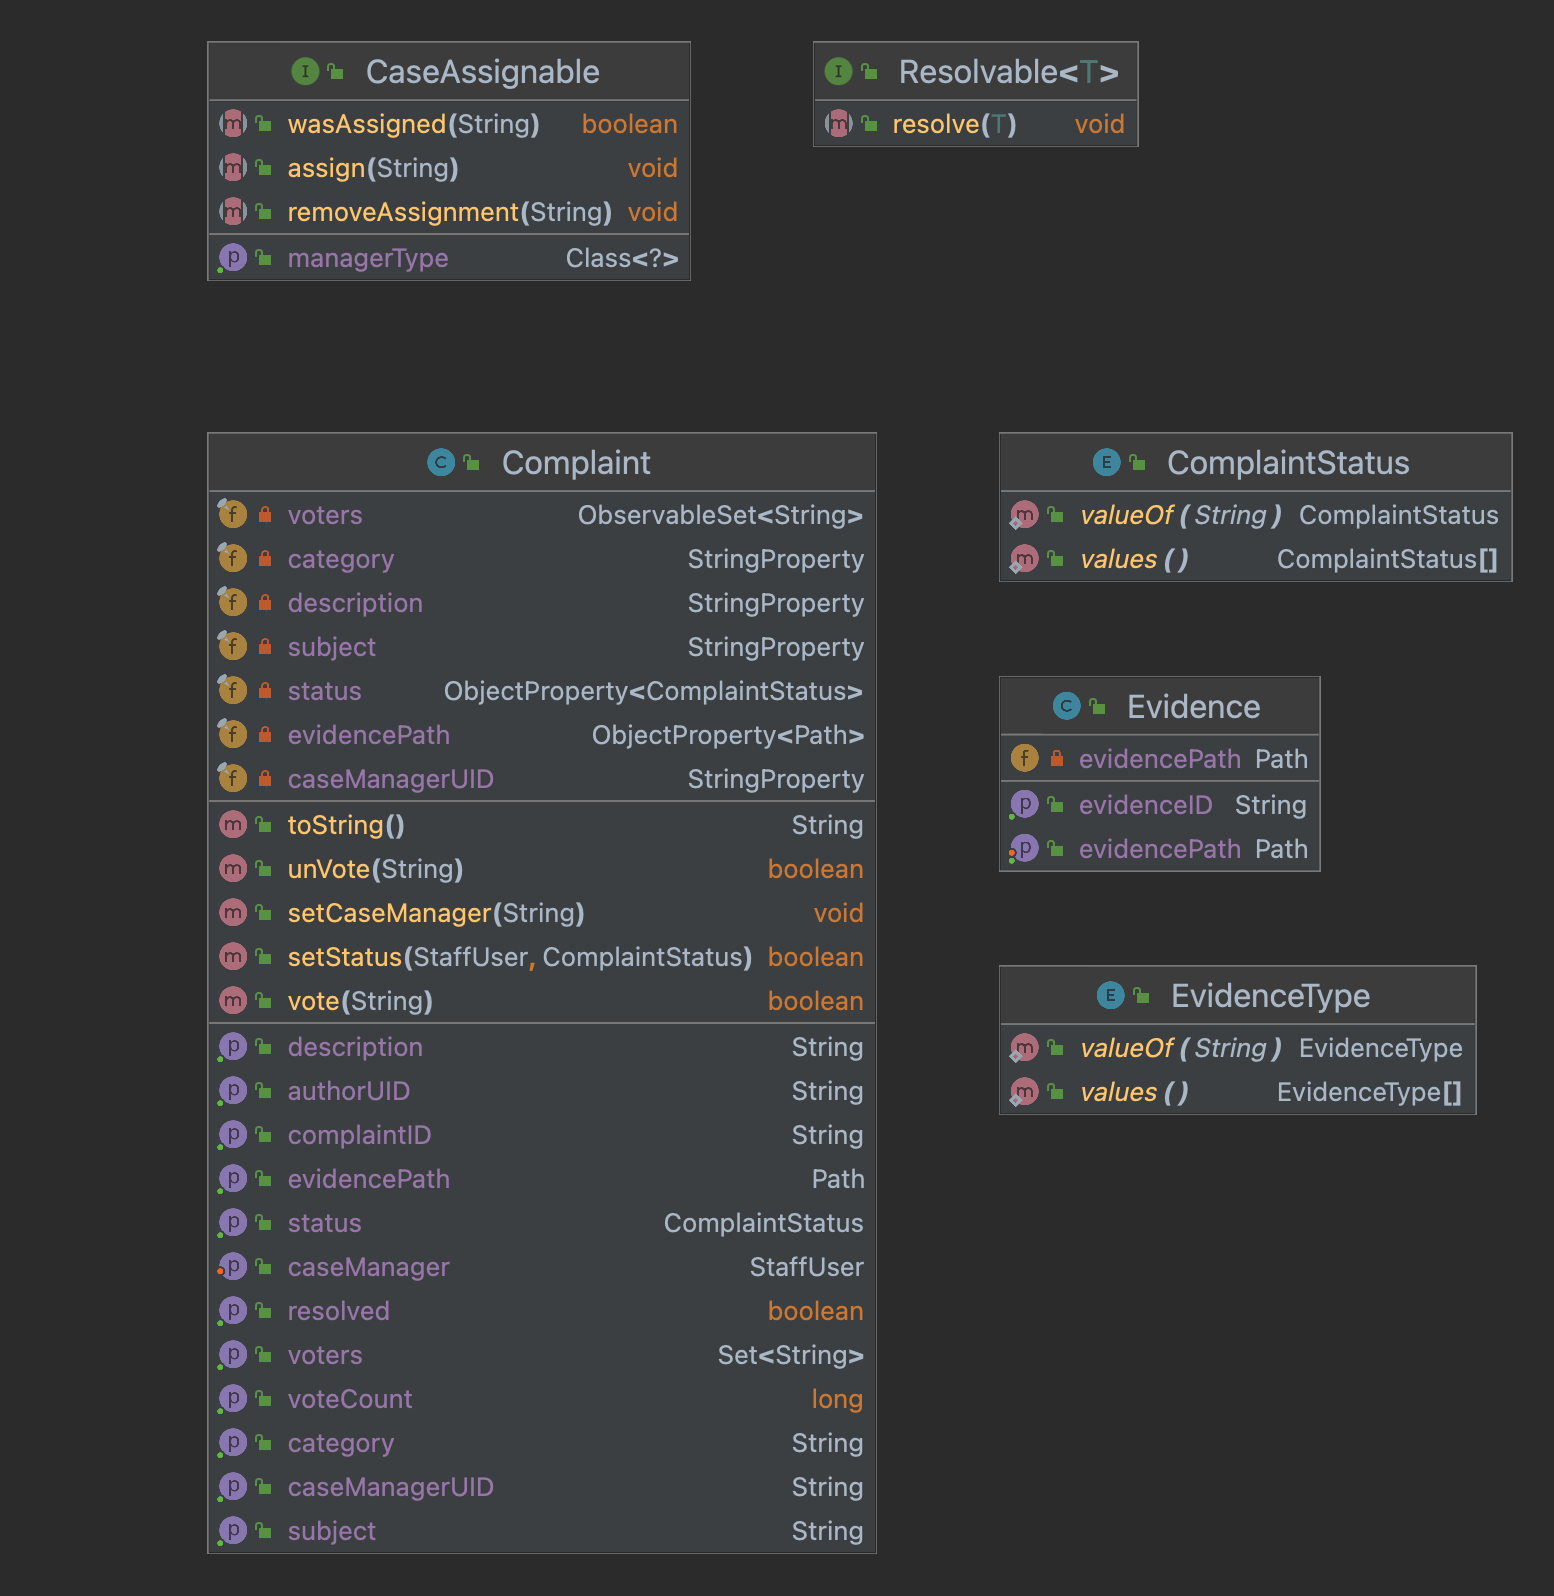 CaseAssignable
wasAssigned(String) boolean
assign(String) void
removeAssignment(String) void
managerType Class<?>
Resolvable<T>
resolve(T) void
Complaint
voters ObservableSet<String>
category StringProperty
description StringProperty
subject StringProperty
status ObjectProperty<ComplaintStatus>
evidencePath ObjectProperty<Path>
caseManagerUID StringProperty
toString() String
unVote(String) boolean
setCaseManager(String) void
setStatus(StaffUser, ComplaintStatus) boolean
vote(String) boolean
description String
authorUID String
complaintID String
evidencePath Path
status ComplaintStatus
caseManager StaffUser
resolved boolean
voters Set<String>
voteCount long
category String
caseManagerUID String
subject String
ComplaintStatus
valueOf(String) ComplaintStatus
values() ComplaintStatus[]
Evidence
evidencePath Path
evidenceID String
evidencePath Path
EvidenceType
valueOf(String) EvidenceType
values() EvidenceType[]